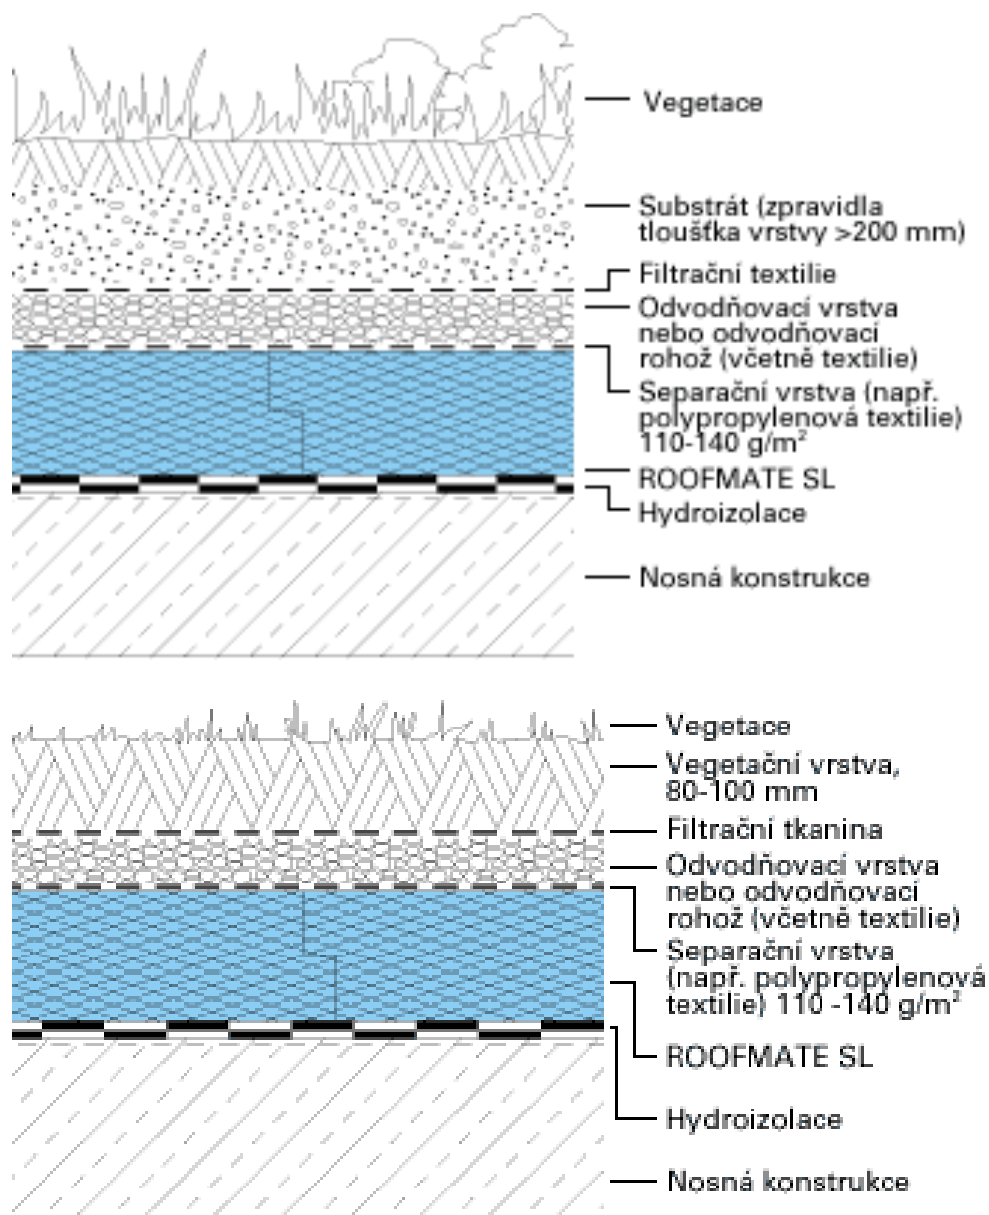 Vegetace
Substrát (zpravidla
tloušťka vrstvy >200 mm)
Filtrační textilie
Odvodňovací vrstva
nebo odvodňovací
rohož (včetně textilie)
Separační vrstva (např.
polypropylenová textilie)
110-140 g/m²
ROOFMATE SL
Hydroizolace
Nosná konstrukce
Vegetace
Vegetační vrstva,
80-100 mm
Filtrační tkanina
Odvodňovací vrstva
nebo odvodňovací
rohož (včetně textilie)
Separační vrstva
(např. polypropylenová
textilie) 110 -140 g/m²
ROOFMATE SL
Hydroizolace
Nosná konstrukce